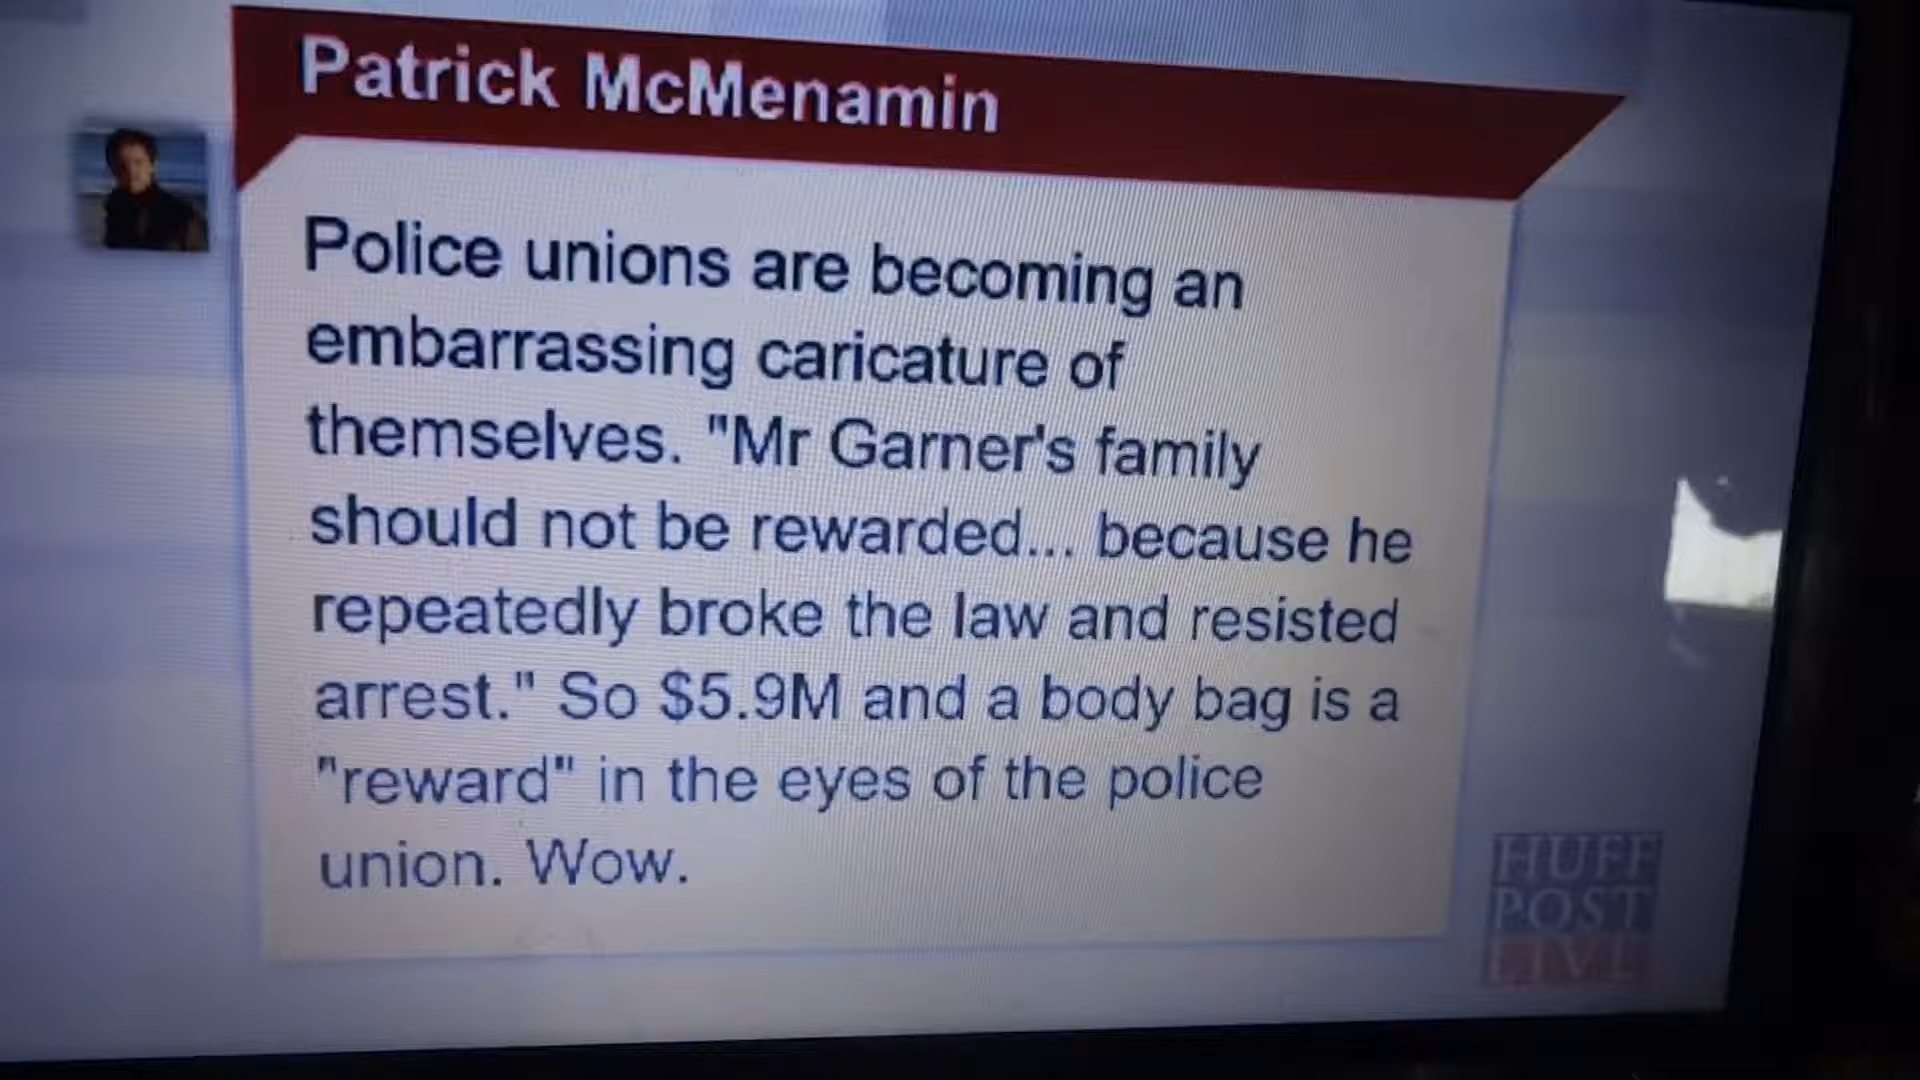 Patrick McMenamin
Police unions are becoming an
embarrassing caricature of
themselves. "Mr Garner's family
should not be rewarded... because he
repeatedly broke the law and resisted
arrest." So $5.9M and a body bag is a
"reward" in the eyes of the police
union. Wow.
HUFF
POST
LIVE